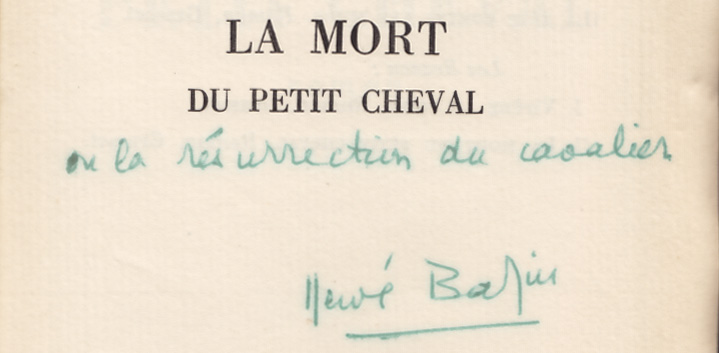 LA MORT
DU PETIT CHEVAL
ou la résurrection du cavalier
Hervé Bazin